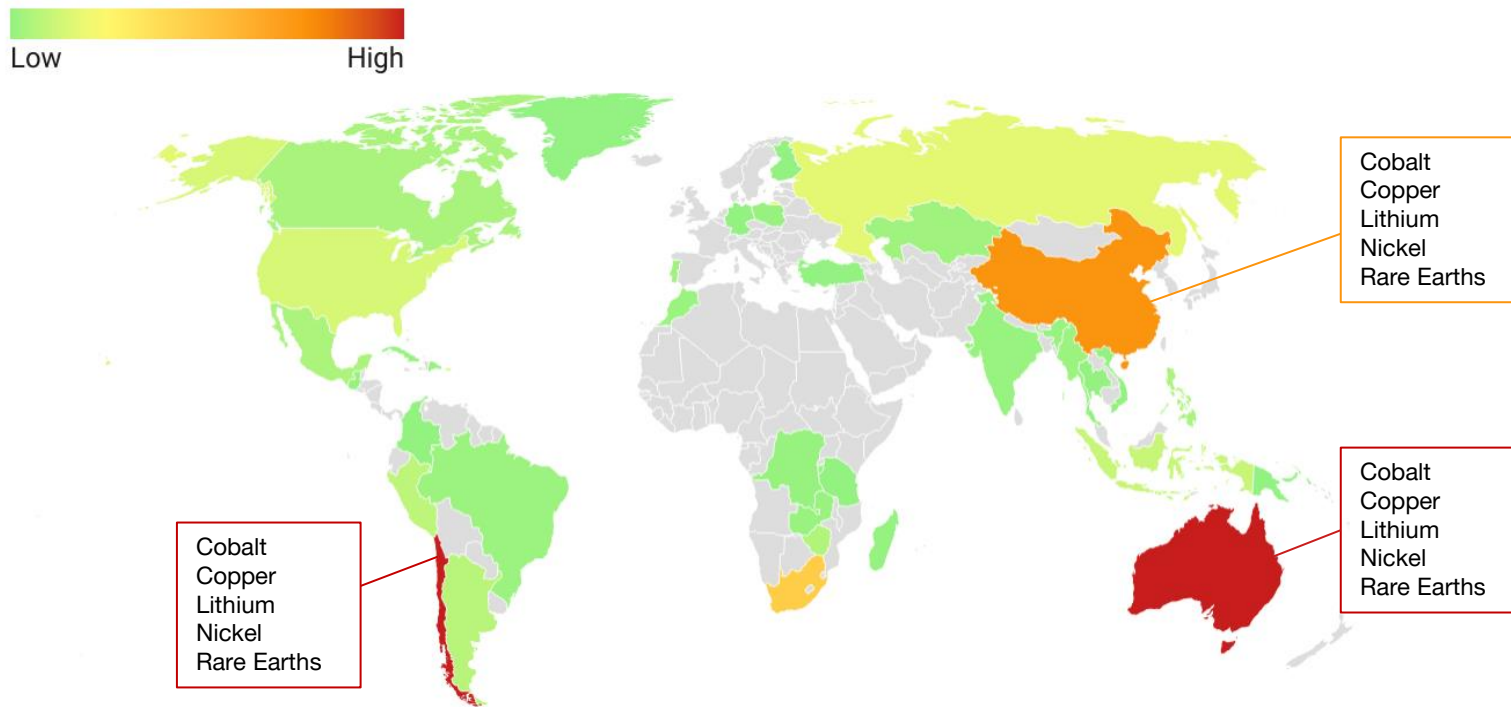 Low High
Cobalt
Copper
Lithium
Nickel
Rare Earths
Cobalt
Copper
Lithium
Nickel
Rare Earths
Cobalt
Copper
Lithium
Nickel
Rare Earths